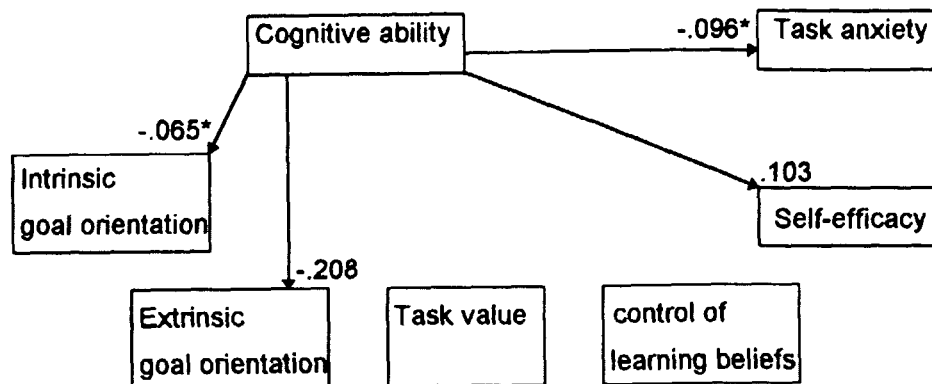 Cognitive ability
-.096*
Task anxiety
-.065*
Intrinsic
goal orientation
.103
Self-efficacy
-.208
Extrinsic
goal orientation
Task value
control of
learning beliefs